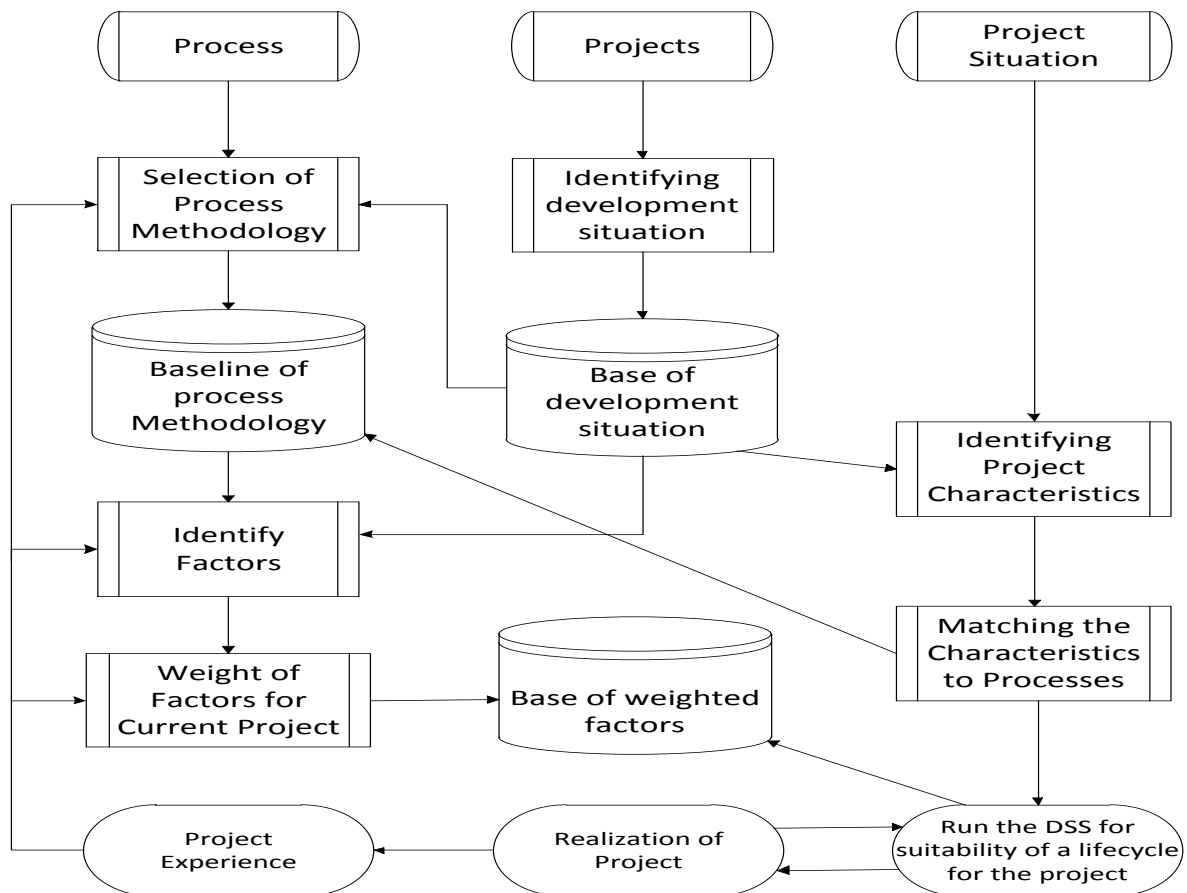 Process
Projects
Project
Situation
Selection of
Process
Methodology
Identifying
development
situation
Baseline of
process
Methodology
Base of
development
situation
Identifying
Project
Characteristics
Identify
Factors
Matching the
Characteristics
to Processes
Weight of
Factors for
Current Project
Base of weighted
factors
Project
Experience
Realization of
Project
Run the DSS for
suitability of a lifecycle
for the project